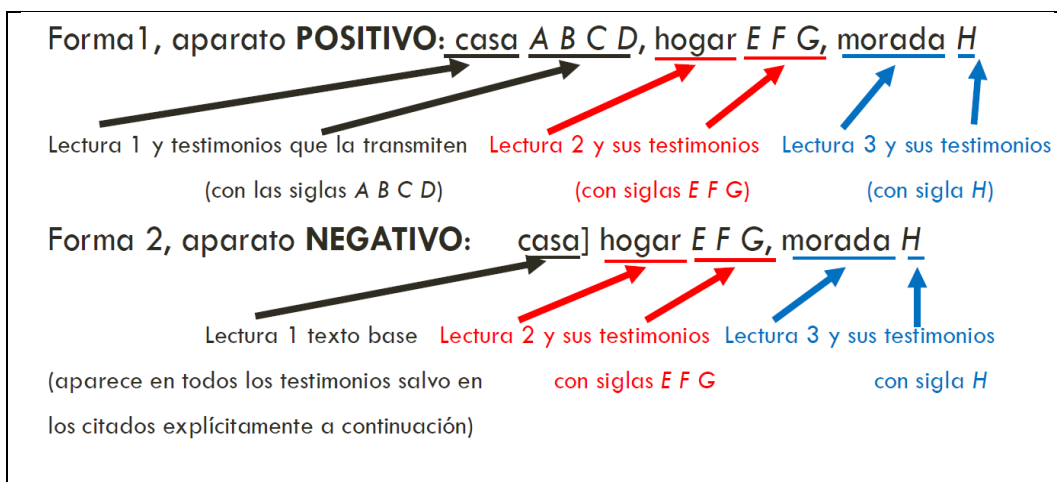 Forma1, aparato POSITIVO: casa A B C D, hogar E F G, morada H
Lectura 1 y testimonios que la transmiten Lectura 2 y sus testimonios Lectura 3 y sus testimonios
(con las siglas A B C D) (con siglas E F G) (con sigla H)
Forma 2, aparato NEGATIVO: casa] hogar E F G, morada H
Lectura 1 texto base Lectura 2 y sus testimonios Lectura 3 y sus testimonios
(aparece en todos los testimonios salvo en con siglas E F G con sigla H
los citados explícitamente a continuación)